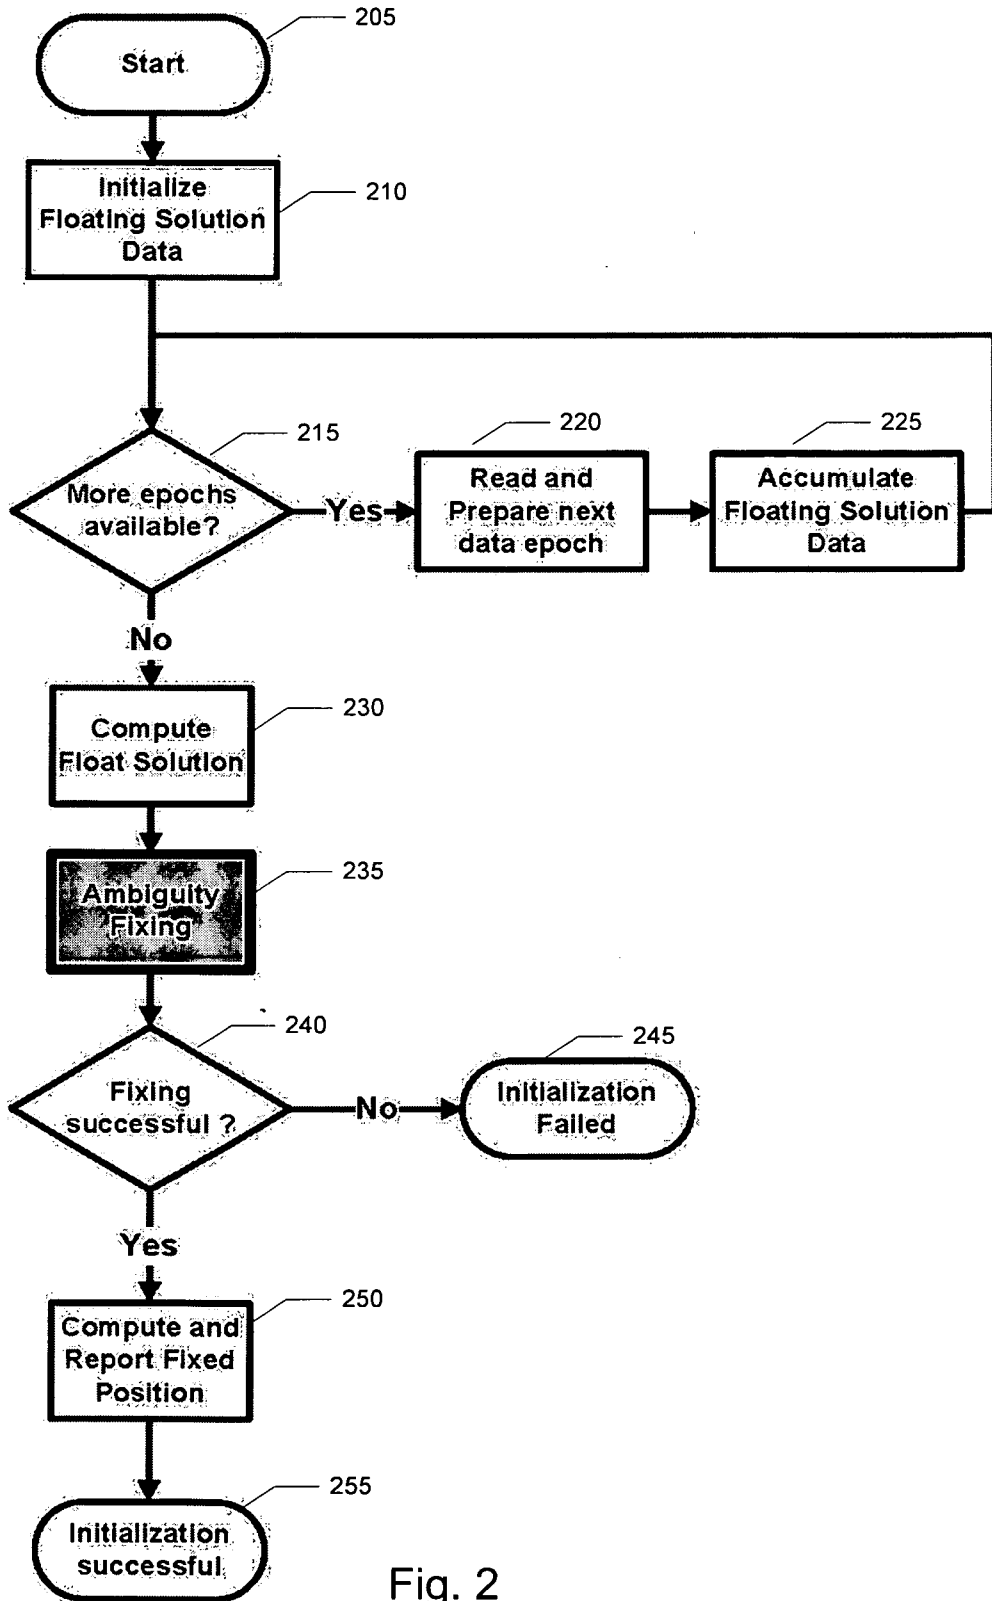 205
Start
210
Initialize
Floating Solution
Data
215
More epochs
available?
Yes
220
Read and
Prepare next
data epoch
225
Accumulate
Floating Solution
Data
No
230
Compute
Float Solution
235
Ambiguity
Fixing
240
Fixing
successful ?
No
245
Initialization
Failed
Yes
250
Compute and
Report Fixed
Position
255
Initialization
successful
Fig. 2